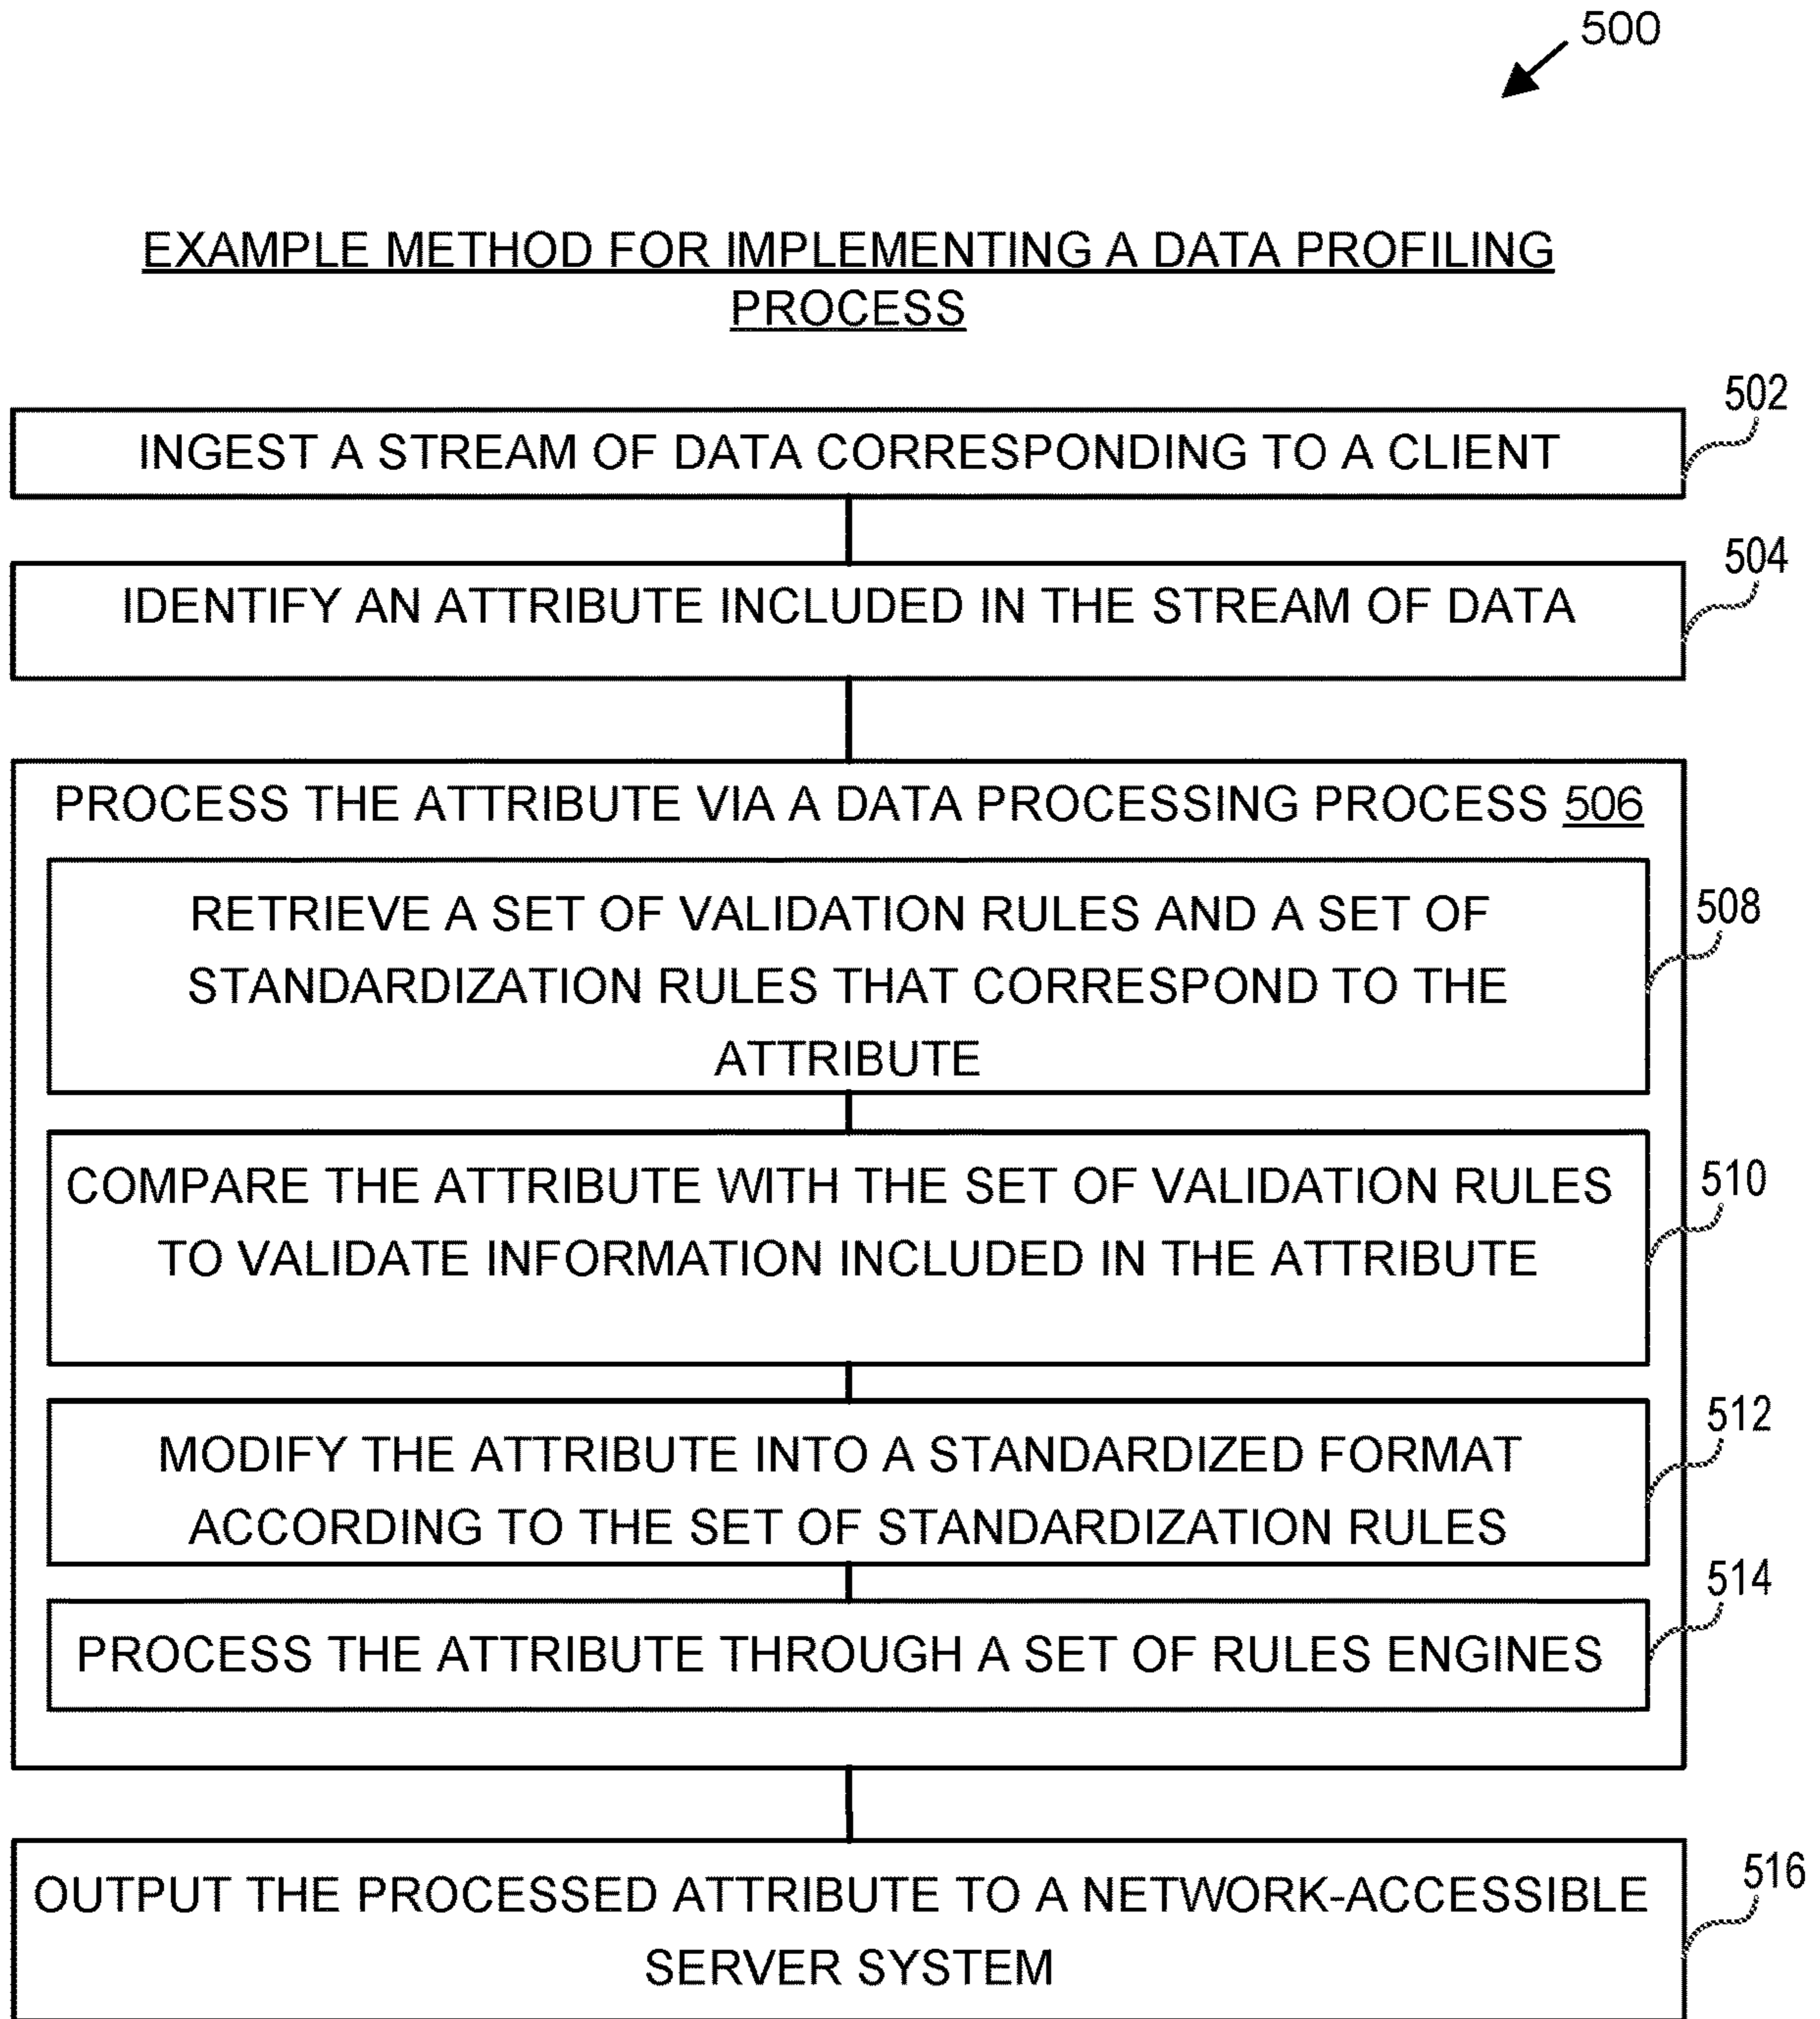 500
EXAMPLE METHOD FOR IMPLEMENTING A DATA PROFILING
PROCESS
502
INGEST A STREAM OF DATA CORRESPONDING TO A CLIENT
504
IDENTIFY AN ATTRIBUTE INCLUDED IN THE STREAM OF DATA
PROCESS THE ATTRIBUTE VIA A DATA PROCESSING PROCESS 506
508
RETRIEVE A SET OF VALIDATION RULES AND A SET OF
STANDARDIZATION RULES THAT CORRESPOND TO THE
ATTRIBUTE
510
COMPARE THE ATTRIBUTE WITH THE SET OF VALIDATION RULES
TO VALIDATE INFORMATION INCLUDED IN THE ATTRIBUTE
512
MODIFY THE ATTRIBUTE INTO A STANDARDIZED FORMAT
ACCORDING TO THE SET OF STANDARDIZATION RULES
514
PROCESS THE ATTRIBUTE THROUGH A SET OF RULES ENGINES
516
OUTPUT THE PROCESSED ATTRIBUTE TO A NETWORK-ACCESSIBLE
SERVER SYSTEM